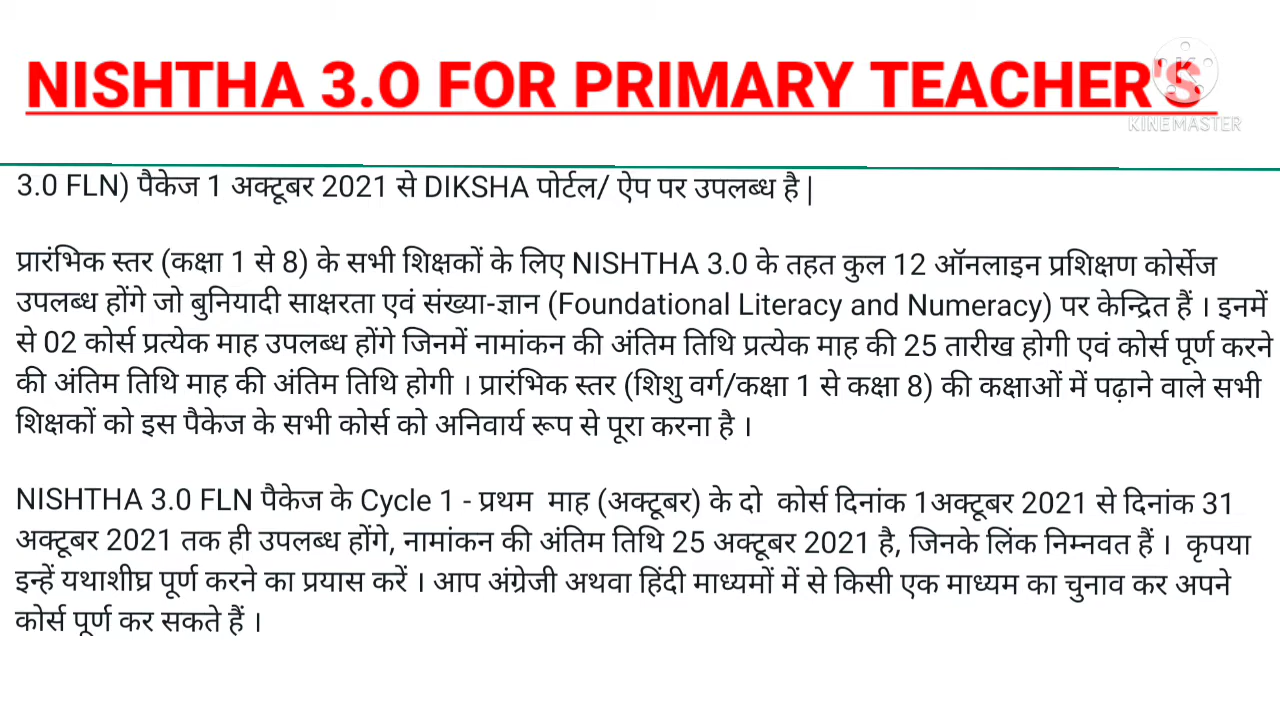 NISHTHA 3.O FOR PRIMARY TEACHER'S
KINEMASTER
3.0 FLN) पैकेज 1 अक्टूबर 2021 से DIKSHA पोर्टल/ ऐप पर उपलब्ध है |
प्रारंभिक स्तर (कक्षा 1 से 8) के सभी शिक्षकों के लिए NISHTHA 3.0 के तहत कुल 12 ऑनलाइन प्रशिक्षण कोर्सेज
उपलब्ध होंगे जो बुनियादी साक्षरता एवं संख्या-ज्ञान (Foundational Literacy and Numeracy) पर केन्द्रित हैं । इनमें
से 02 कोर्स प्रत्येक माह उपलब्ध होंगे जिनमें नामांकन की अंतिम तिथि प्रत्येक माह की 25 तारीख होगी एवं कोर्स पूर्ण करने
की अंतिम तिथि माह की अंतिम तिथि होगी । प्रारंभिक स्तर (शिशु वर्ग/कक्षा 1 से कक्षा 8) की कक्षाओं में पढ़ाने वाले सभी
शिक्षकों को इस पैकेज के सभी कोर्स को अनिवार्य रूप से पूरा करना है ।
NISHTHA 3.0 FLN पैकेज के Cycle 1 - प्रथम माह (अक्टूबर) के दो कोर्स दिनांक 1अक्टूबर 2021 से दिनांक 31
अक्टूबर 2021 तक ही उपलब्ध होंगे, नामांकन की अंतिम तिथि 25 अक्टूबर 2021 है, जिनके लिंक निम्नवत हैं । कृपया
इन्हें यथाशीघ्र पूर्ण करने का प्रयास करें । आप अंग्रेजी अथवा हिंदी माध्यमों में से किसी एक माध्यम का चुनाव कर अपने
कोर्स पूर्ण कर सकते हैं ।